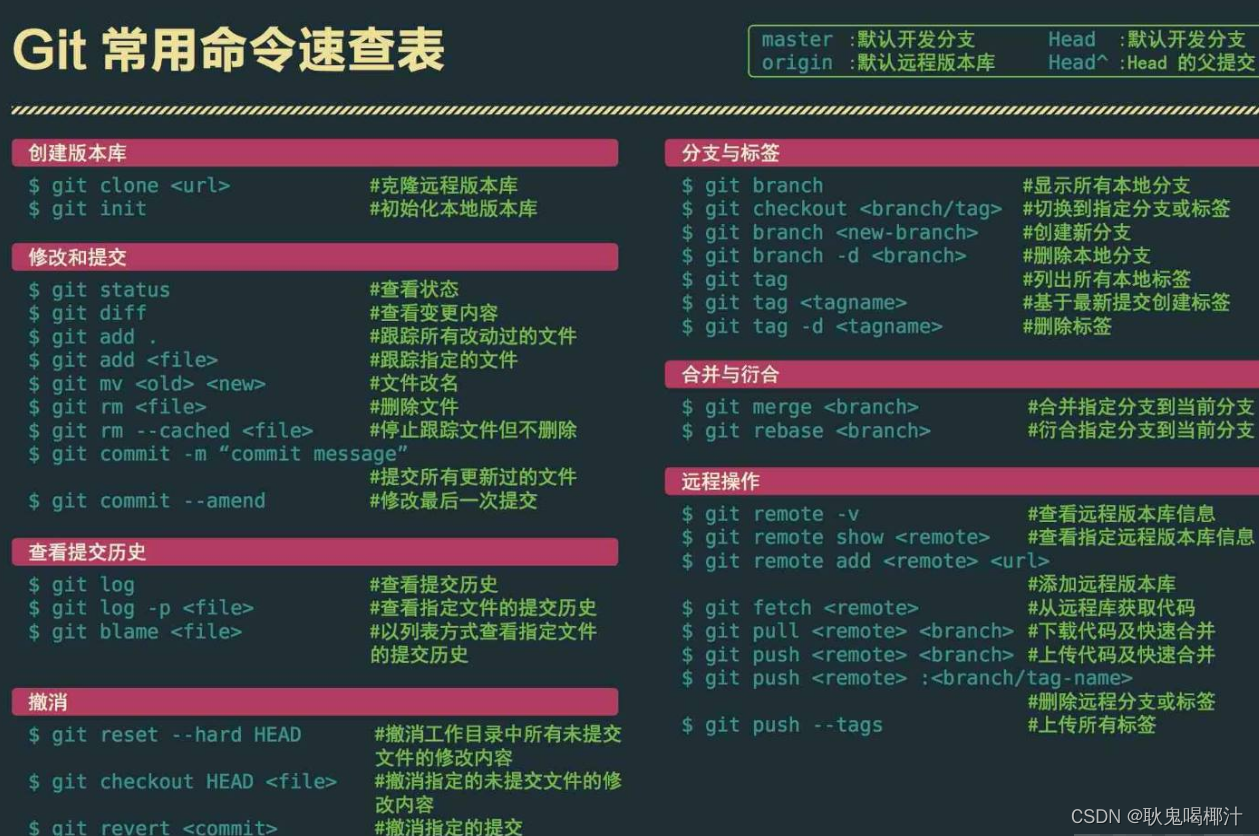 Git 常用命令速查表
master :默认开发分支 Head :默认开发分支
origin :默认远程版本库 Head^ :Head 的父提交
创建版本库
$ git clone <url> #克隆远程版本库
$ git init #初始化本地版本库
修改和提交
$ git status #查看状态
$ git diff #查看变更内容
$ git add . #跟踪所有改动过的文件
$ git add <file> #跟踪指定的文件
$ git mv <old> <new> #文件改名
$ git rm <file> #删除文件
$ git rm --cached <file> #停止跟踪文件但不删除
$ git commit -m “commit message”
#提交所有更新过的文件
$ git commit --amend #修改最后一次提交
查看提交历史
$ git log #查看提交历史
$ git log -p <file> #查看指定文件的提交历史
$ git blame <file> #以列表方式查看指定文件
的提交历史
撤消
$ git reset --hard HEAD #撤消工作目录中所有未提交
文件的修改内容
$ git checkout HEAD <file> #撤消指定的未提交文件的修
改内容
$ git revert <commit> #撤消指定的提交
分支与标签
$ git branch #显示所有本地分支
$ git checkout <branch/tag> #切换到指定分支或标签
$ git branch <new-branch> #创建新分支
$ git branch -d <branch> #删除本地分支
$ git tag #列出所有本地标签
$ git tag <tagname> #基于最新提交创建标签
$ git tag -d <tagname> #删除标签
合并与衍合
$ git merge <branch> #合并指定分支到当前分支
$ git rebase <branch> #衍合指定分支到当前分支
远程操作
$ git remote -v #查看远程版本库信息
$ git remote show <remote> #查看指定远程版本库信息
$ git remote add <remote> <url>
#添加远程版本库
$ git fetch <remote> #从远程库获取代码
$ git pull <remote> <branch> #下载代码及快速合并
$ git push <remote> <branch> #上传代码及快速合并
$ git push <remote> :<branch/tag-name>
#删除远程分支或标签
$ git push --tags #上传所有标签
CSDN @耿鬼喝椰汁